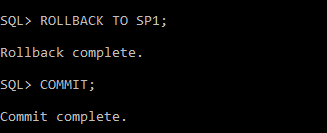 SQL> ROLLBACK TO SP1;
Rollback complete.
SQL> COMMIT;
Commit complete.